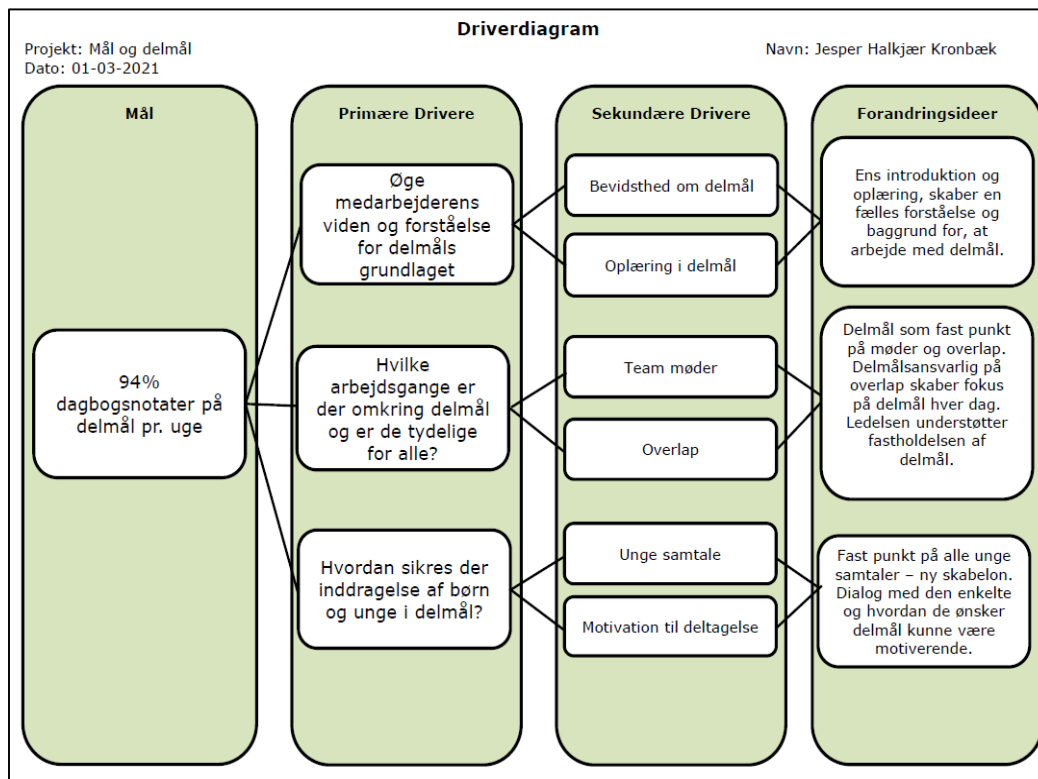 Driverdiagram
Projekt: Mål og delmål
Dato: 01-03-2021
Navn: Jesper Halkjær Kronbæk
Mål
94%
dagbogsnotater på
delmål pr. uge
Primære Drivere
Øge
medarbejderens
viden og forståelse
for delmåls
grundlaget
Hvilke
arbejdsgange er
der omkring delmål
og er de tydelige
for alle?
Hvordan sikres der
inddragelse af børn
og unge i delmål?
Sekundære Drivere
Bevidsthed om delmål
Oplæring i delmål
Team møder
Overlap
Unge samtale
Motivation til deltagelse
Forandringsideer
Ens introduktion og
oplæring, skaber en
fælles forståelse og
baggrund for, at
arbejde med delmål.
Delmål som fast punkt
på møder og overlap.
Delmålsansvarlig på
overlap skaber fokus
på delmål hver dag.
Ledelsen understøtter
fastholdelsen af
delmål.
Fast punkt på alle unge
samtaler – ny skabelon.
Dialog med den enkelte
og hvordan de ønsker
delmål kunne være
motiverende.